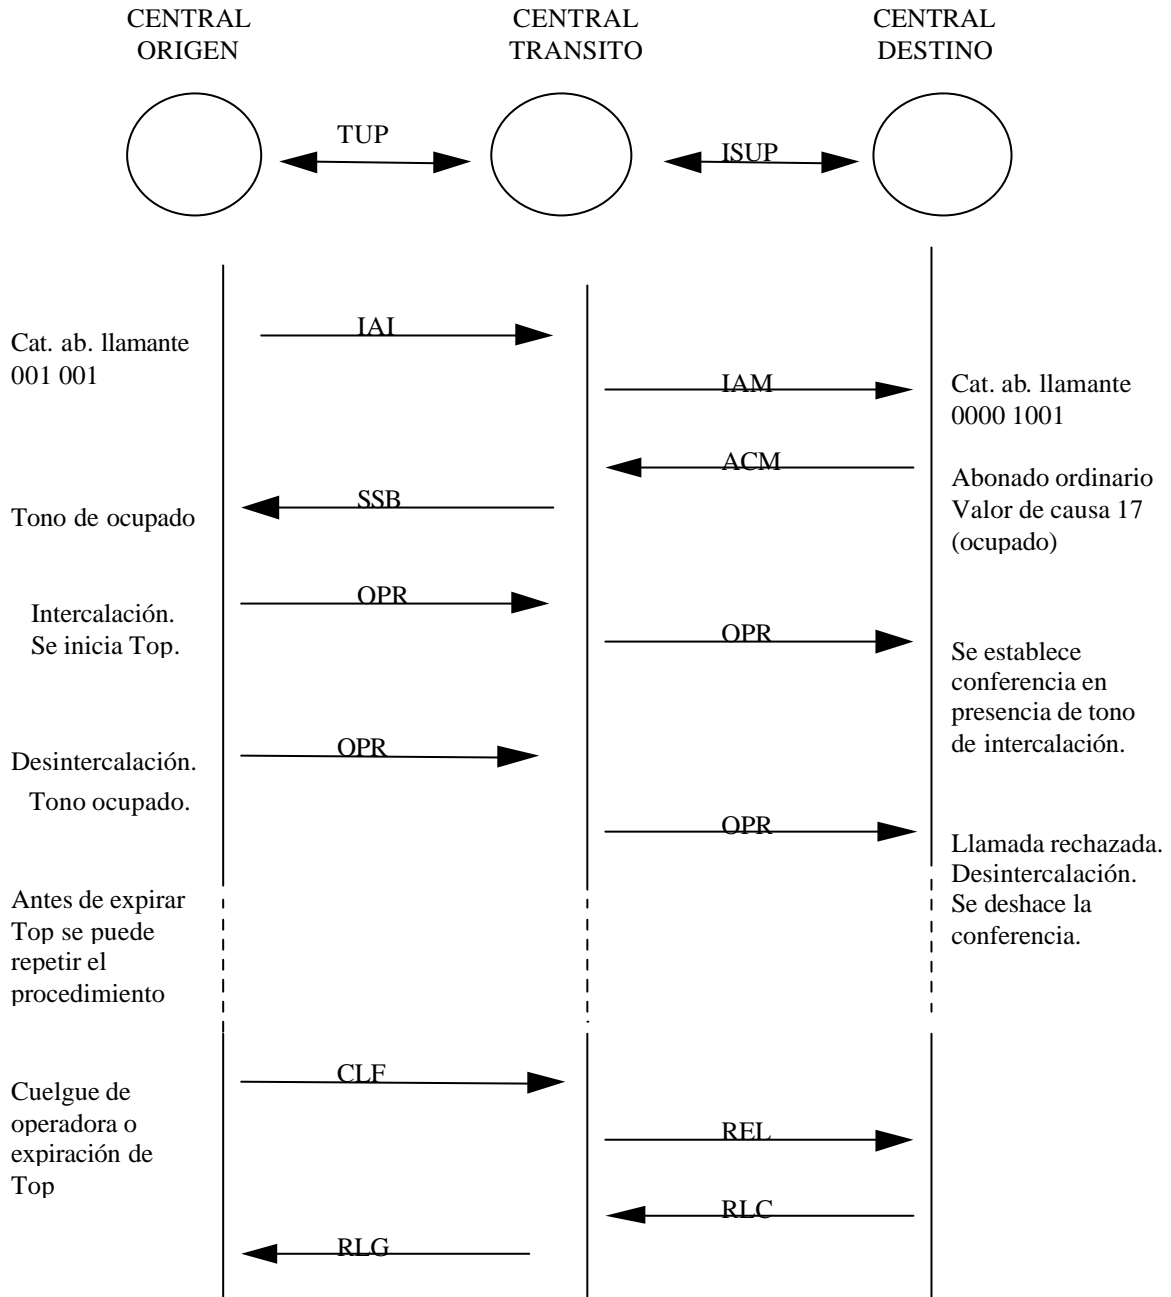 CENTRAL
ORIGEN
CENTRAL
TRANSITO
CENTRAL
DESTINO
TUP
ISUP
IAI
Cat. ab. llamante
001 001
IAM
Cat. ab. llamante
0000 1001
ACM
Abonado ordinario
Valor de causa 17
(ocupado)
SSB
Tono de ocupado
OPR
Intercalación.
Se inicia Top.
OPR
Se establece
conferencia en
presencia de tono
de intercalación.
OPR
Desintercalación.
Tono ocupado.
OPR
Llamada rechazada.
Desintercalación.
Se deshace la
conferencia.
Antes de expirar
Top se puede
repetir el
procedimiento
CLF
Cuelgue de
operadora o
expiración de
Top
REL
RLC
RLG